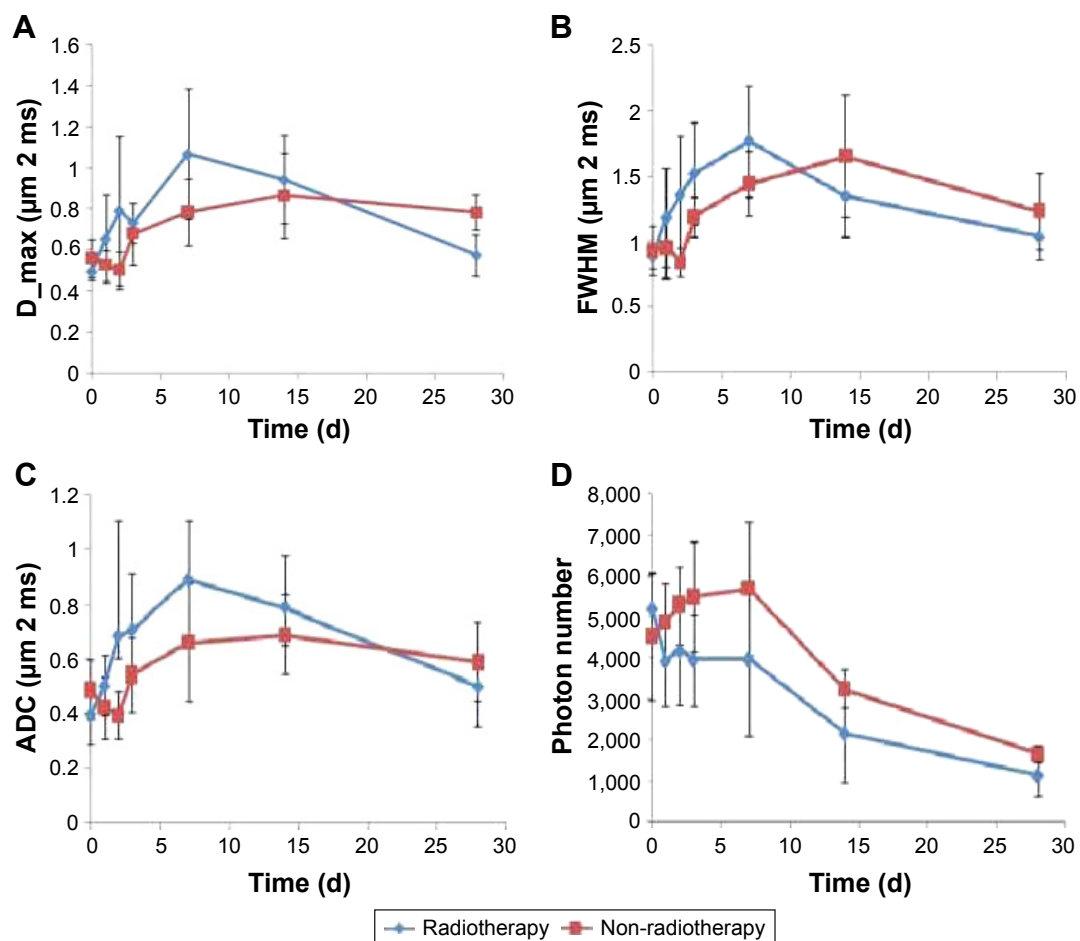 A
D_max (µm 2 ms)
1.6
1.4
1.2
1
0.8
0.6
0.4
0.2
0
0 5 10 15 20 25 30
Time (d)
B
FWHM (µm 2 ms)
2.5
2
1.5
1
0.5
0
0 5 10 15 20 25 30
Time (d)
C
ADC (µm 2 ms)
1.2
1
0.8
0.6
0.4
0.2
0
0 5 10 15 20 25 30
Time (d)
D
Photon number
8,000
7,000
6,000
5,000
4,000
3,000
2,000
1,000
0
0 5 10 15 20 25 30
Time (d)
Radiotherapy Non-radiotherapy